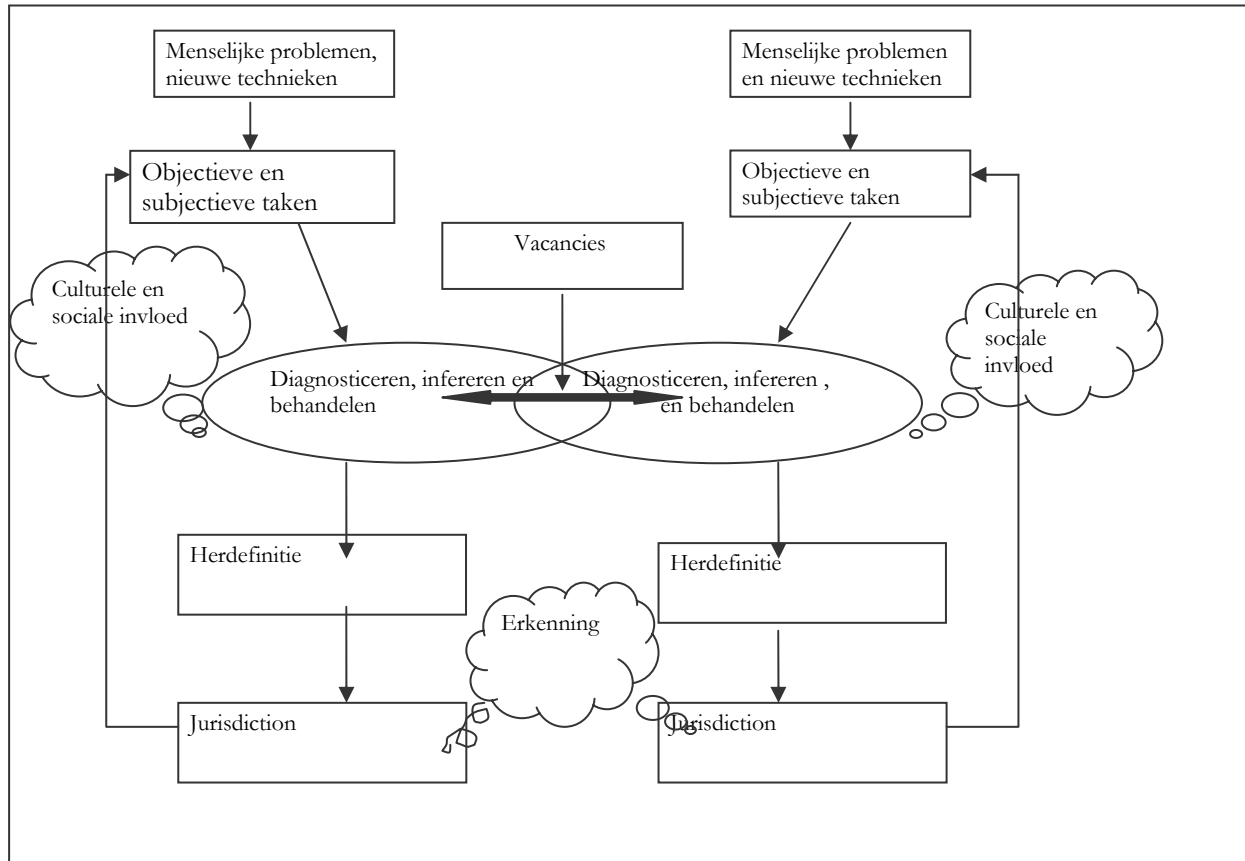 Menselijke problemen,
nieuwe technieken
Menselijke problemen
en nieuwe technieken
Objectieve en
subjectieve taken
Objectieve en
subjectieve taken
Vacancies
Culturele en
sociale invloed
Culturele en
sociale
invloed
Diagnosticeren, infereren en
behandelen
Diagnosticeren, infereren ,
en behandelen
Herdefinitie
Herdefinitie
Erkenning
Jurisdiction
Jurisdiction